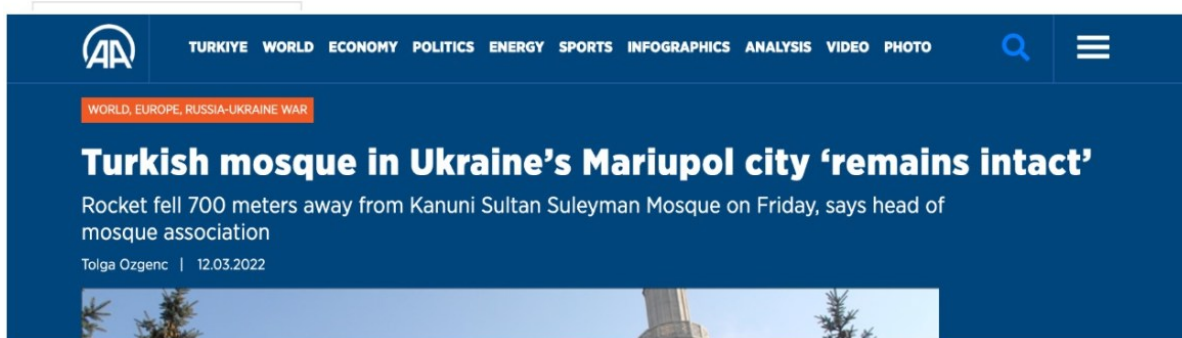 AA
TURKIYE WORLD ECONOMY POLITICS ENERGY SPORTS INFOGRAPHICS ANALYSIS VIDEO PHOTO
WORLD, EUROPE, RUSSIA-UKRAINE WAR
Turkish mosque in Ukraine’s Mariupol city ‘remains intact’
Rocket fell 700 meters away from Kanuni Sultan Suleyman Mosque on Friday, says head of
mosque association
Tolga Ozgenc | 12.03.2022